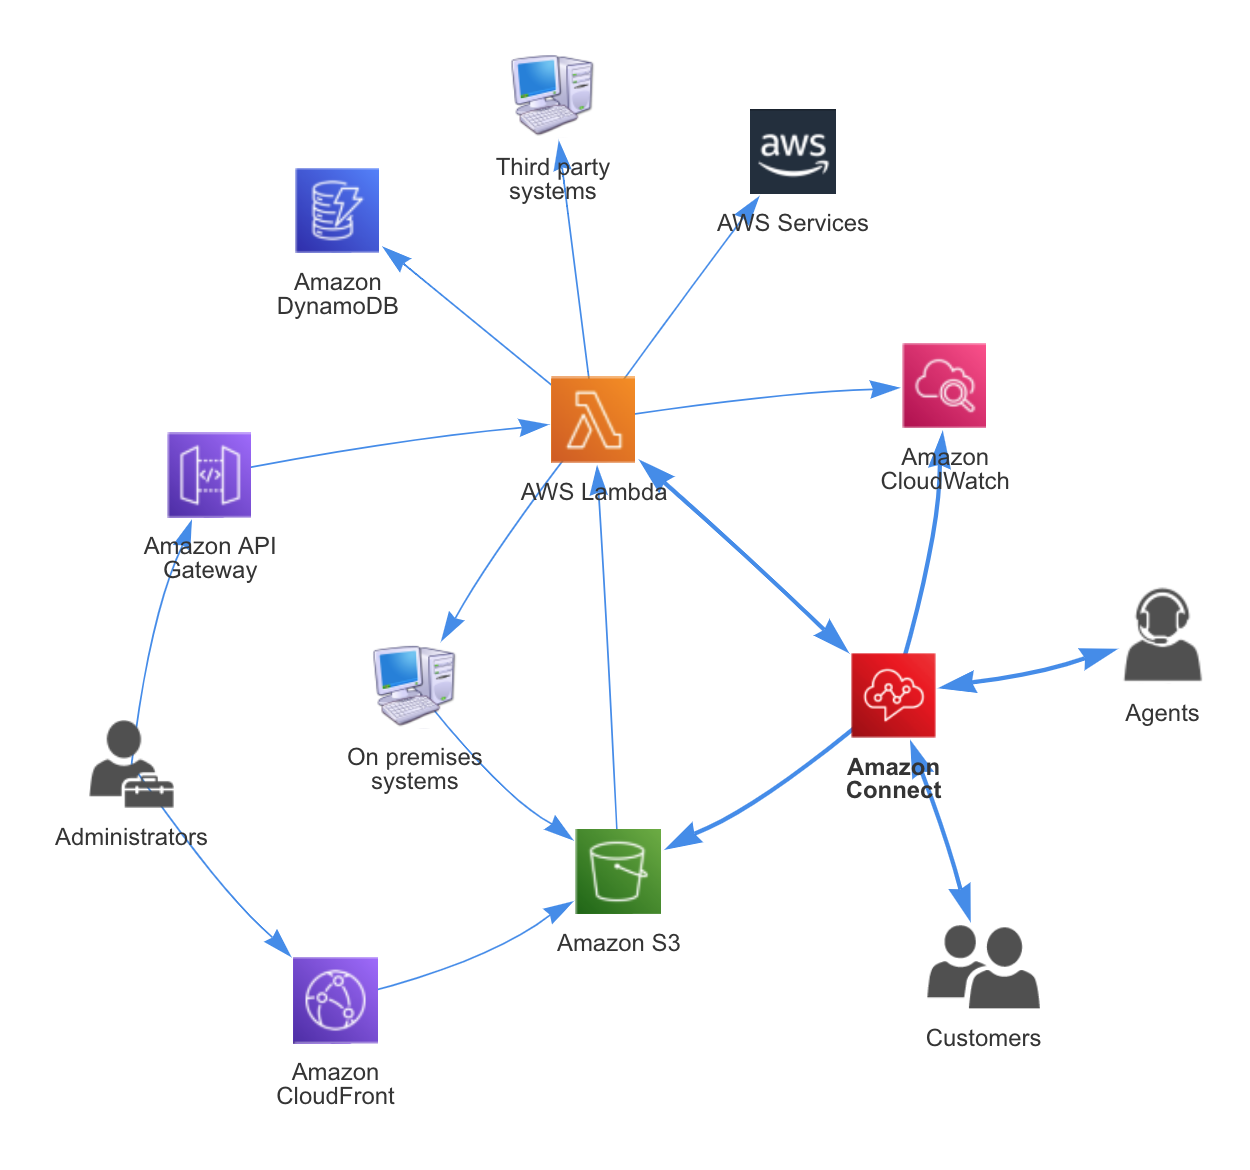 Third party
systems
aws
AWS Services
Amazon
DynamoDB
Amazon
CloudWatch
AWS Lambda
</>
Amazon API
Gateway
Agents
On premises
systems
Amazon
Connect
Administrators
Amazon S3
Customers
Amazon
CloudFront